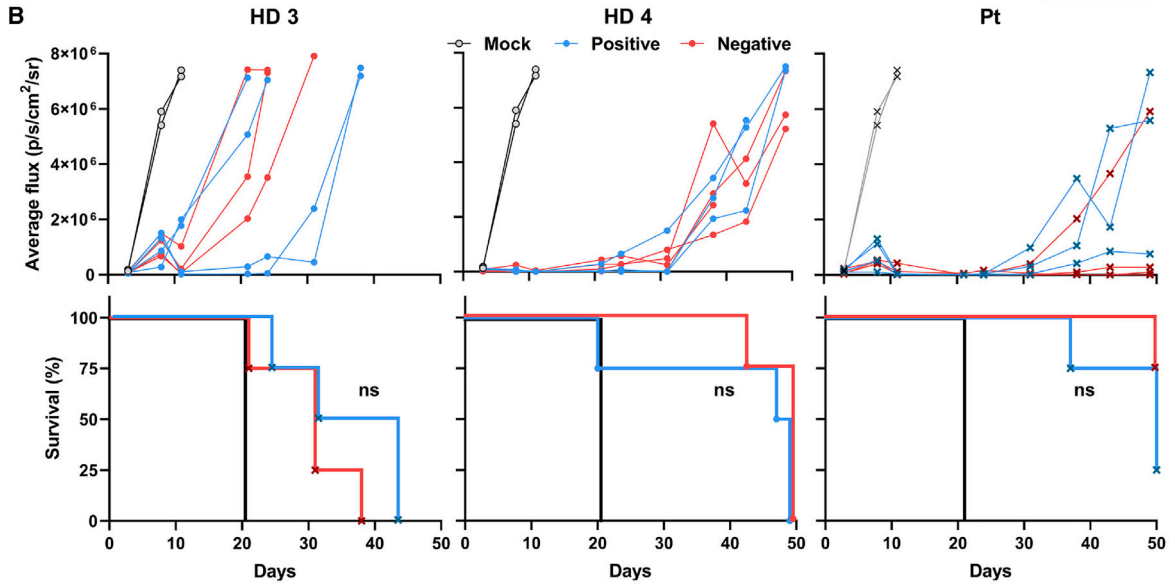 B
HD 3 HD 4 Pt
Mock Positive Negative
Average flux (p/s/cm²/sr)
8×10⁶
6×10⁶
4×10⁶
2×10⁶
0
Survival (%)
100
75
50
25
0
ns ns ns
0 10 20 30 40 50 0 10 20 30 40 50 0 10 20 30 40 50
Days Days Days